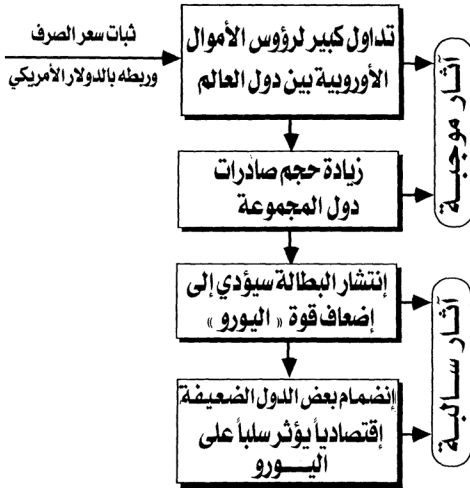 ثبات سعر الصرف
وربطه بالدولار الأمريكي
تداول كبير لرؤوس الأموال
الأوروبية بين دول العالم
زيادة حجم صادرات
دول المجموعة
آثار موجبة
إنتشار البطالة سيؤدي إلى
إضعاف قوة « اليورو »
إنضمام بعض الدول الضعيفة
إقتصادياً يؤثر سلباً على
اليورو
آثار سالبة